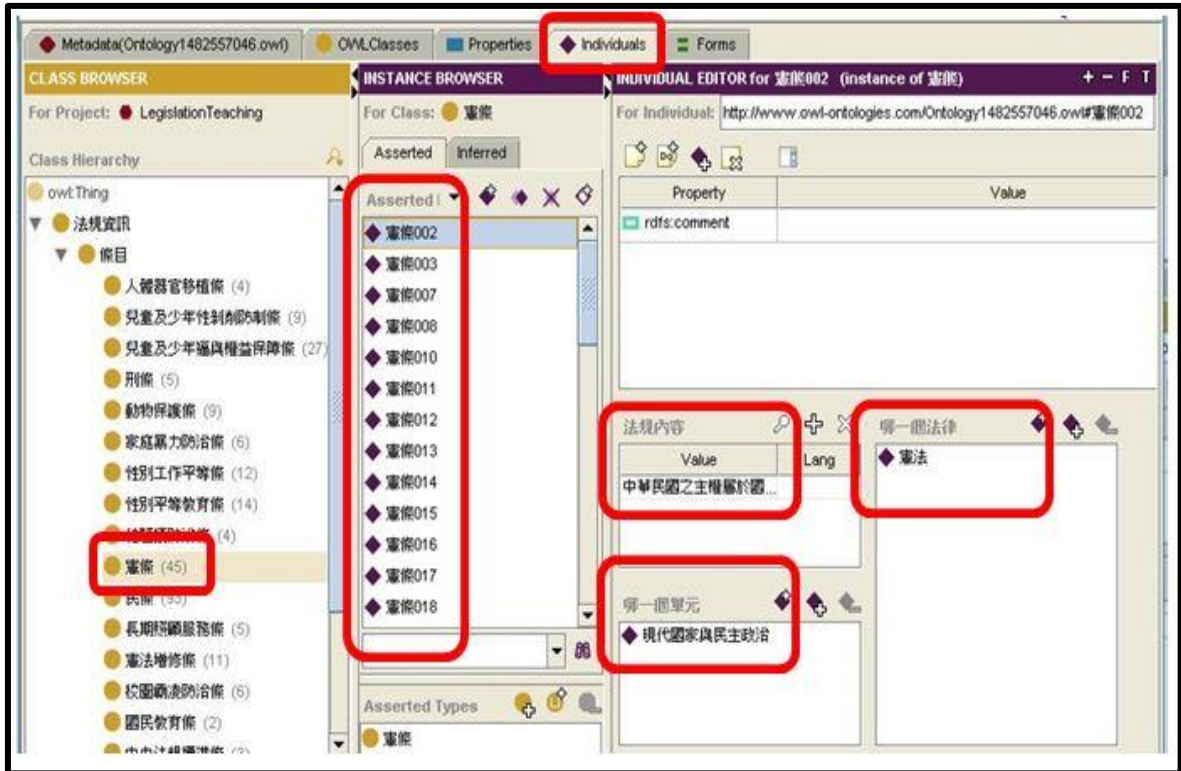 Metadata(Ontology1482557046.owl)
OWLClasses
Properties
Individuals
Forms
CLASS BROWSER
For Project: LegislationTeaching
Class Hierarchy
owl:Thing
法規資訊
條目
人體器官移植條 (4)
兒童及少年性剝削防制條 (9)
兒童及少年福與權益保障條 (27)
刑條 (5)
動物保護條 (9)
家庭暴力防治條 (6)
性別工作平等條 (12)
性別平等教育條 (14)
(4)
憲條 (45)
民條 (93)
長期照顧服務條 (5)
憲法增修條 (11)
校園霸凌防治條 (6)
國民教育條 (2)
INSTANCE BROWSER
For Class: 憲條
Asserted
Inferred
Asserted I
憲條002
憲條003
憲條007
憲條008
憲條010
憲條011
憲條012
憲條013
憲條014
憲條015
憲條016
憲條017
憲條018
Asserted Types
憲條
INDIVIDUAL EDITOR for 憲條002 (instance of 憲條)
+ − F T
For Individual: http://www.owl-ontologies.com/Ontology1482557046.owl#憲條002
Property
Value
rdfs:comment
法規內容
Value
Lang
中華民國之主權屬於國...
哪一個法律
憲法
哪一個單元
現代國家與民主政治